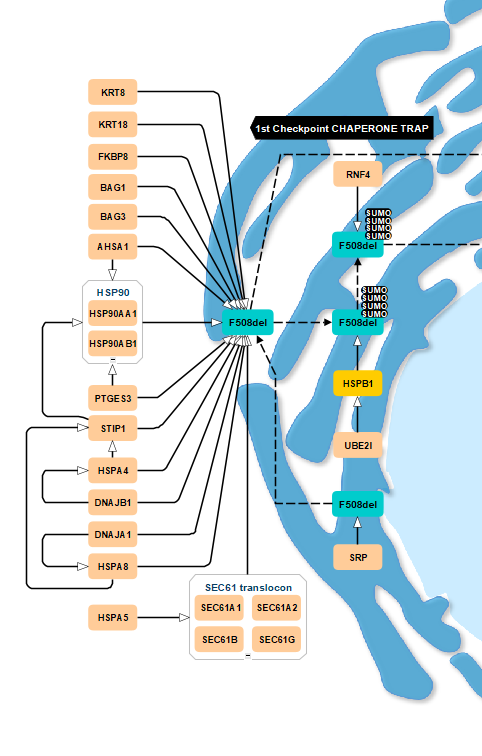 KRT8
KRT18
1st Checkpoint CHAPERONE TRAP
FKBP8
RNF4
BAG1
BAG3
SUMO
SUMO
SUMO
SUMO
AHSA1
F508del
HSP90
SUMO
SUMO
SUMO
SUMO
HSP90AA1
F508del
F508del
HSP90AB1
HSPB1
PTGES3
STIP1
UBE2I
HSPA4
DNAJB1
F508del
DNAJA1
HSPA8
SRP
SEC61 translocon
SEC61A1
SEC61A2
HSPA5
SEC61B
SEC61G